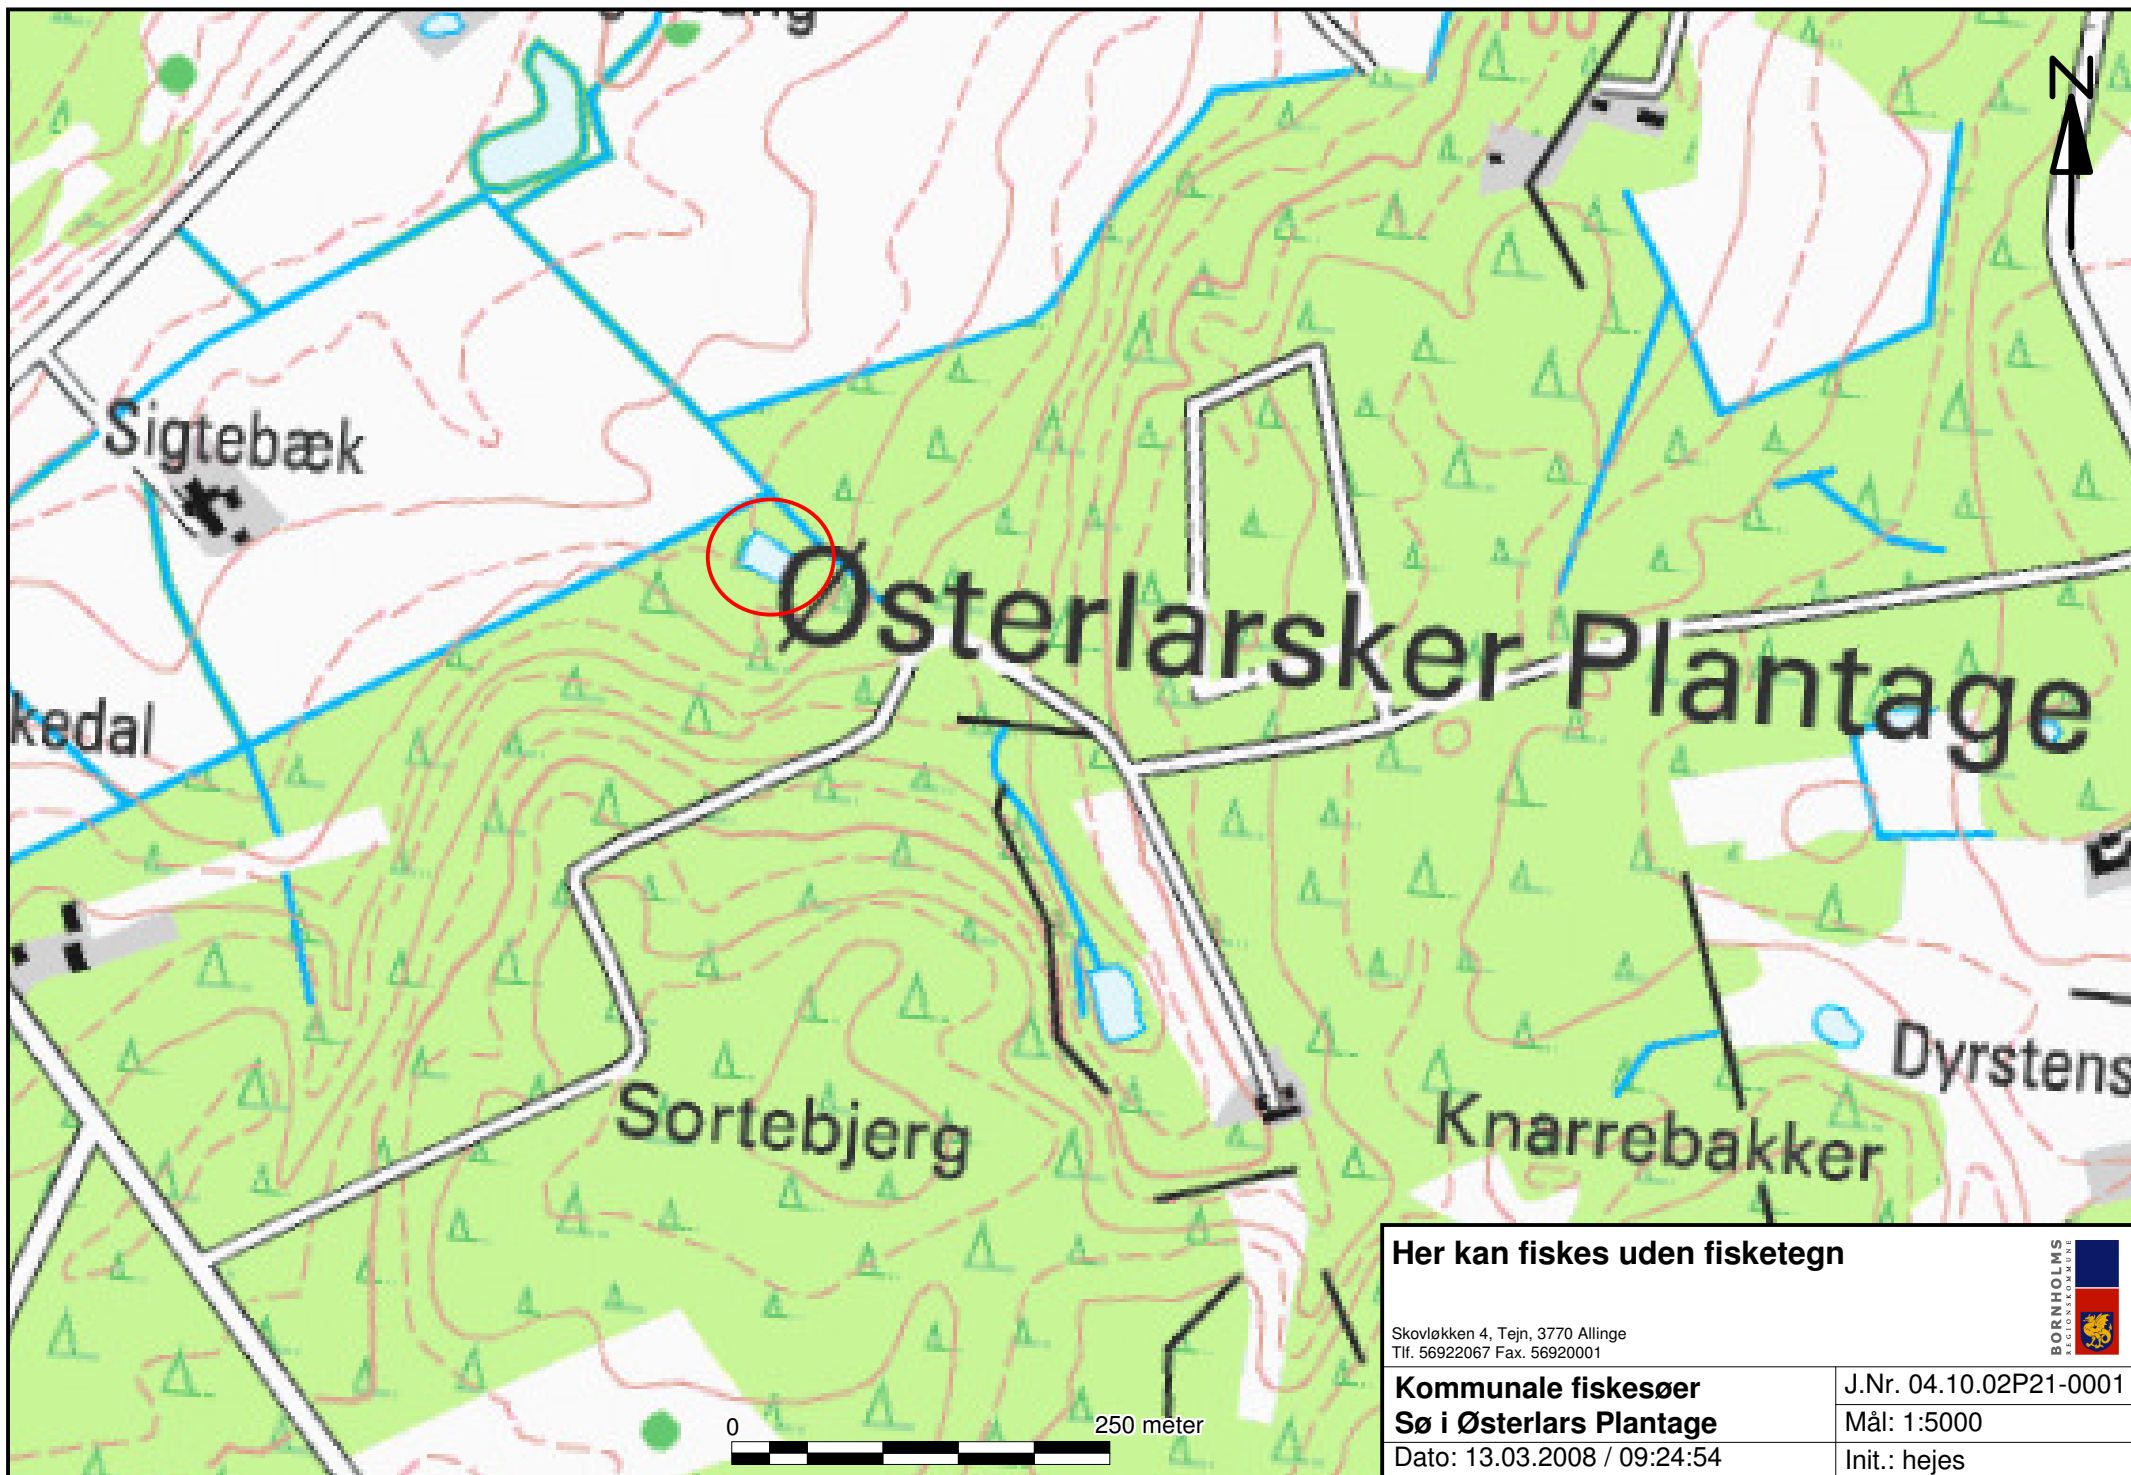 N
Sigtebæk
Østerlarsker Plantage
kedal
Dyrstens
Sortebjerg
Knarrebakker
Her kan fiskes uden fisketegn
BORNHOLMS
REGIONSKOMMUNE
Skovløkken 4, Tejn, 3770 Allinge
Tlf. 56922067 Fax. 56920001
Kommunale fiskesøer
Sø i Østerlars Plantage
J.Nr. 04.10.02P21-0001
Mål: 1:5000
Dato: 13.03.2008 / 09:24:54
Init.: hejes
0 250 meter